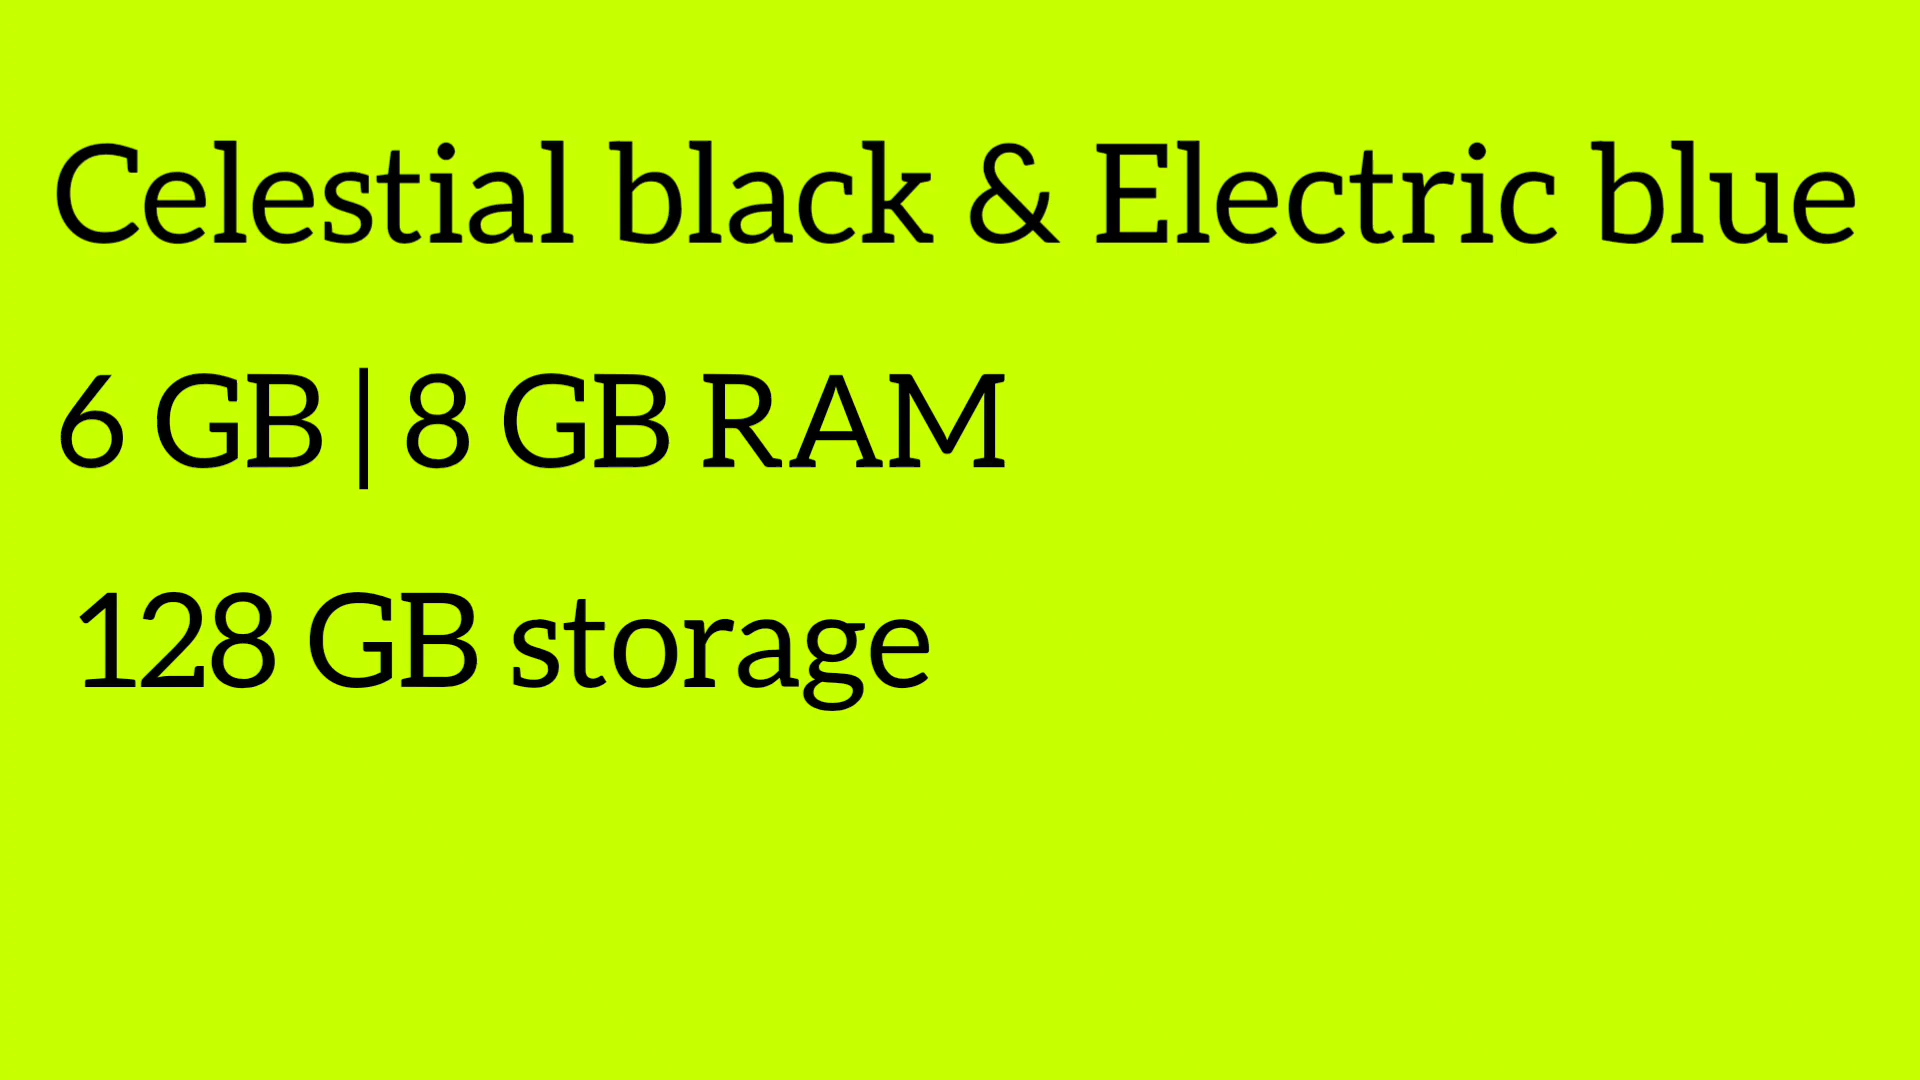 Celestial black & Electric blue
6 GB | 8 GB RAM
128 GB storage